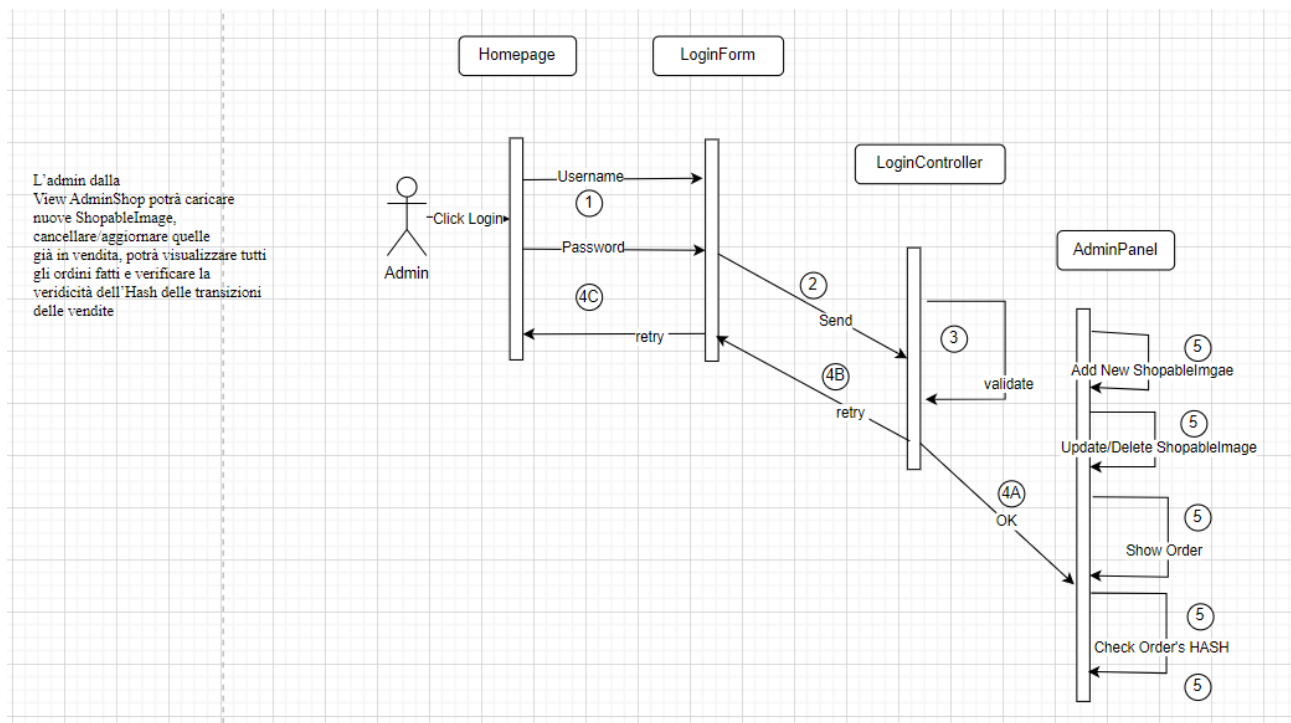 Homepage
LoginForm
LoginController
AdminPanel
L'admin dalla
View AdminShop potrà caricare
nuove ShopableImage,
cancellare/aggiornare quelle
già in vendita, potrà visualizzare tutti
gli ordini fatti e verificare la
veridicità dell'Hash delle transizioni
delle vendite
Admin
Click Login
Username
1
Password
4C
retry
2
Send
3
validate
4B
retry
4A
OK
5
Add New ShopableImgae
5
Update/Delete ShopableImage
5
Show Order
5
Check Order's HASH
5